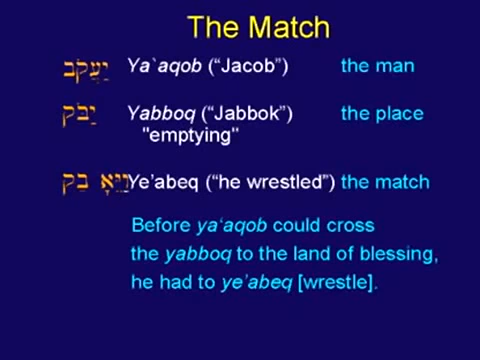 The Match
יַעֲקֹב Ya`aqob (“Jacob”) the man
יַבֹּק Yabboq (“Jabbok”) the place
"emptying"
וַיֵּאָ בֵק Ye’abeq (“he wrestled”) the match
Before ya‘aqob could cross
the yabboq to the land of blessing,
he had to ye’abeq [wrestle].